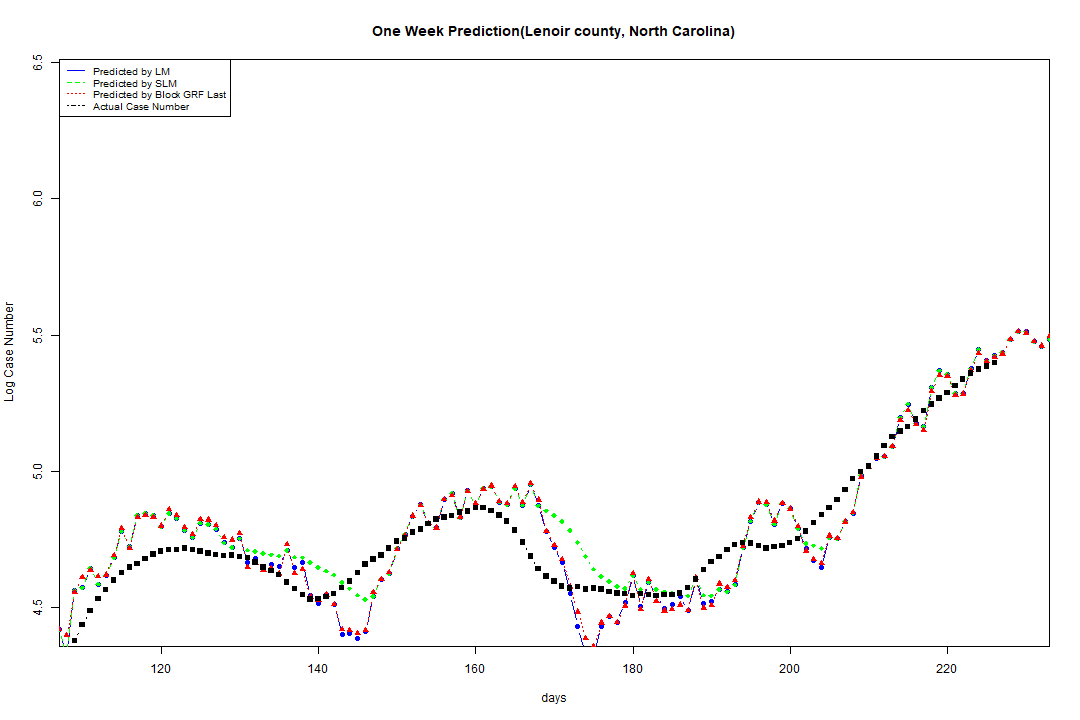 One Week Prediction(Lenoir county, North Carolina)
6.5
6.0
5.5
5.0
4.5
Log Case Number
Predicted by LM
Predicted by SLM
Predicted by Block GRF Last
Actual Case Number
120 140 160 180 200 220
days